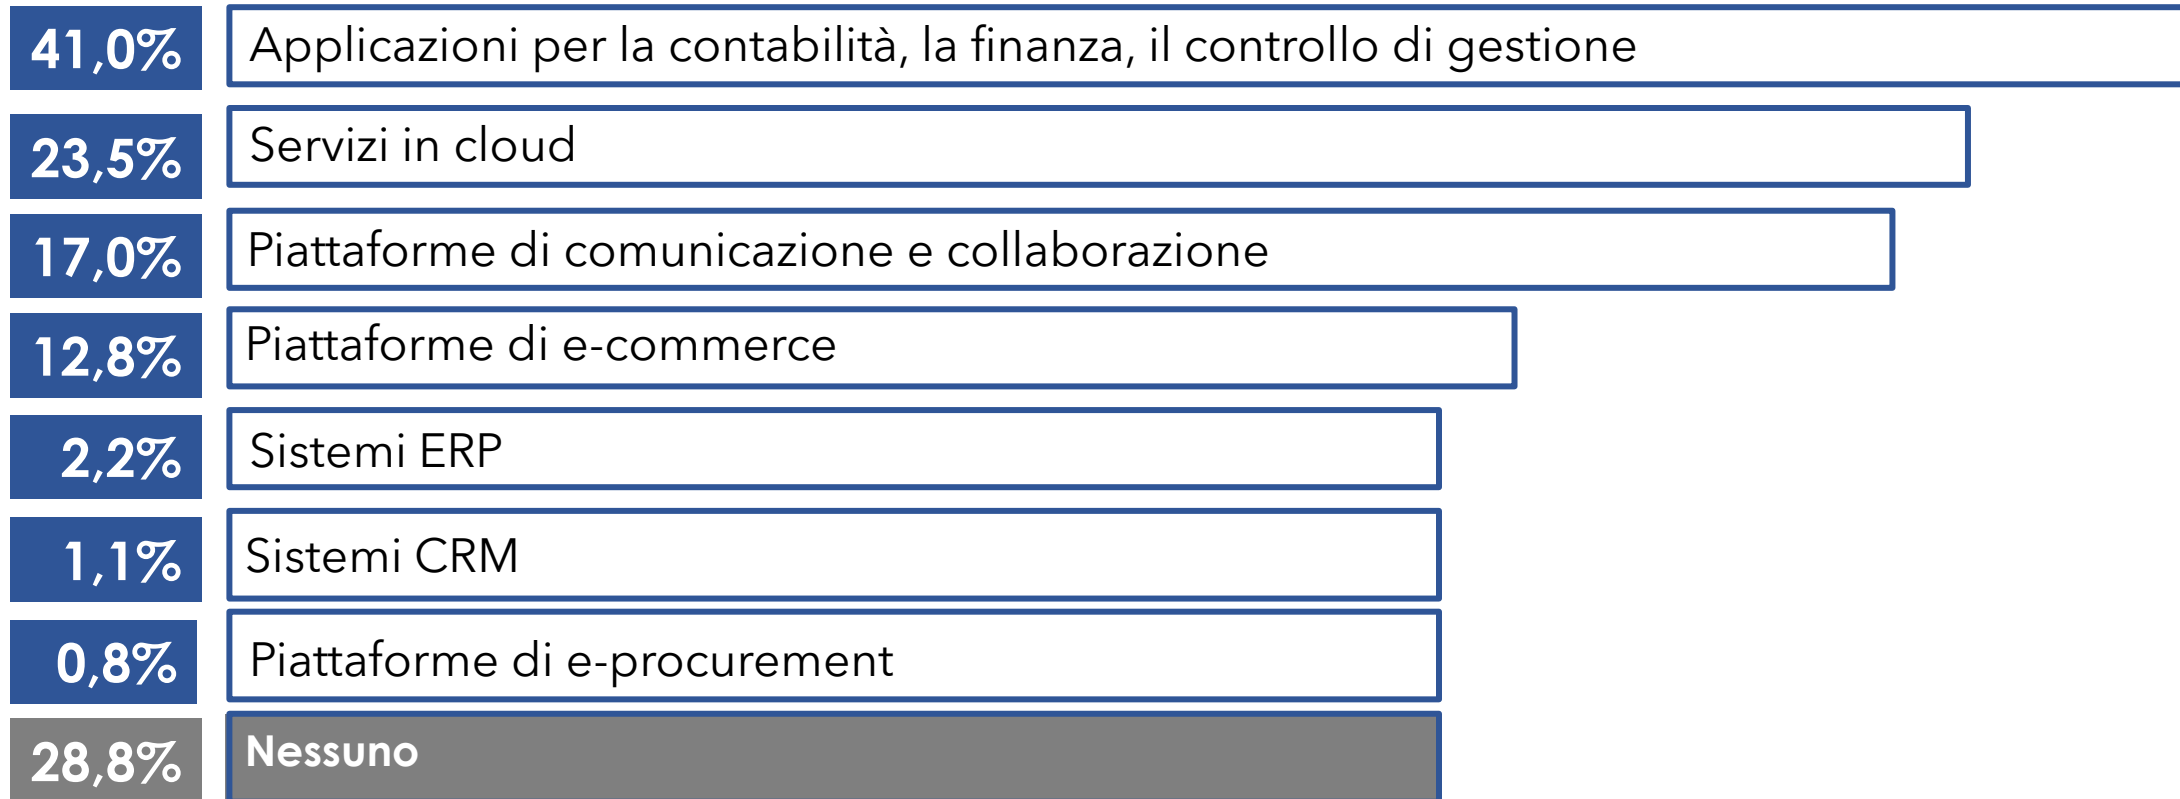 41,0% Applicazioni per la contabilità, la finanza, il controllo di gestione
23,5% Servizi in cloud
17,0% Piattaforme di comunicazione e collaborazione
12,8% Piattaforme di e-commerce
2,2% Sistemi ERP
1,1% Sistemi CRM
0,8% Piattaforme di e-procurement
28,8% Nessuno